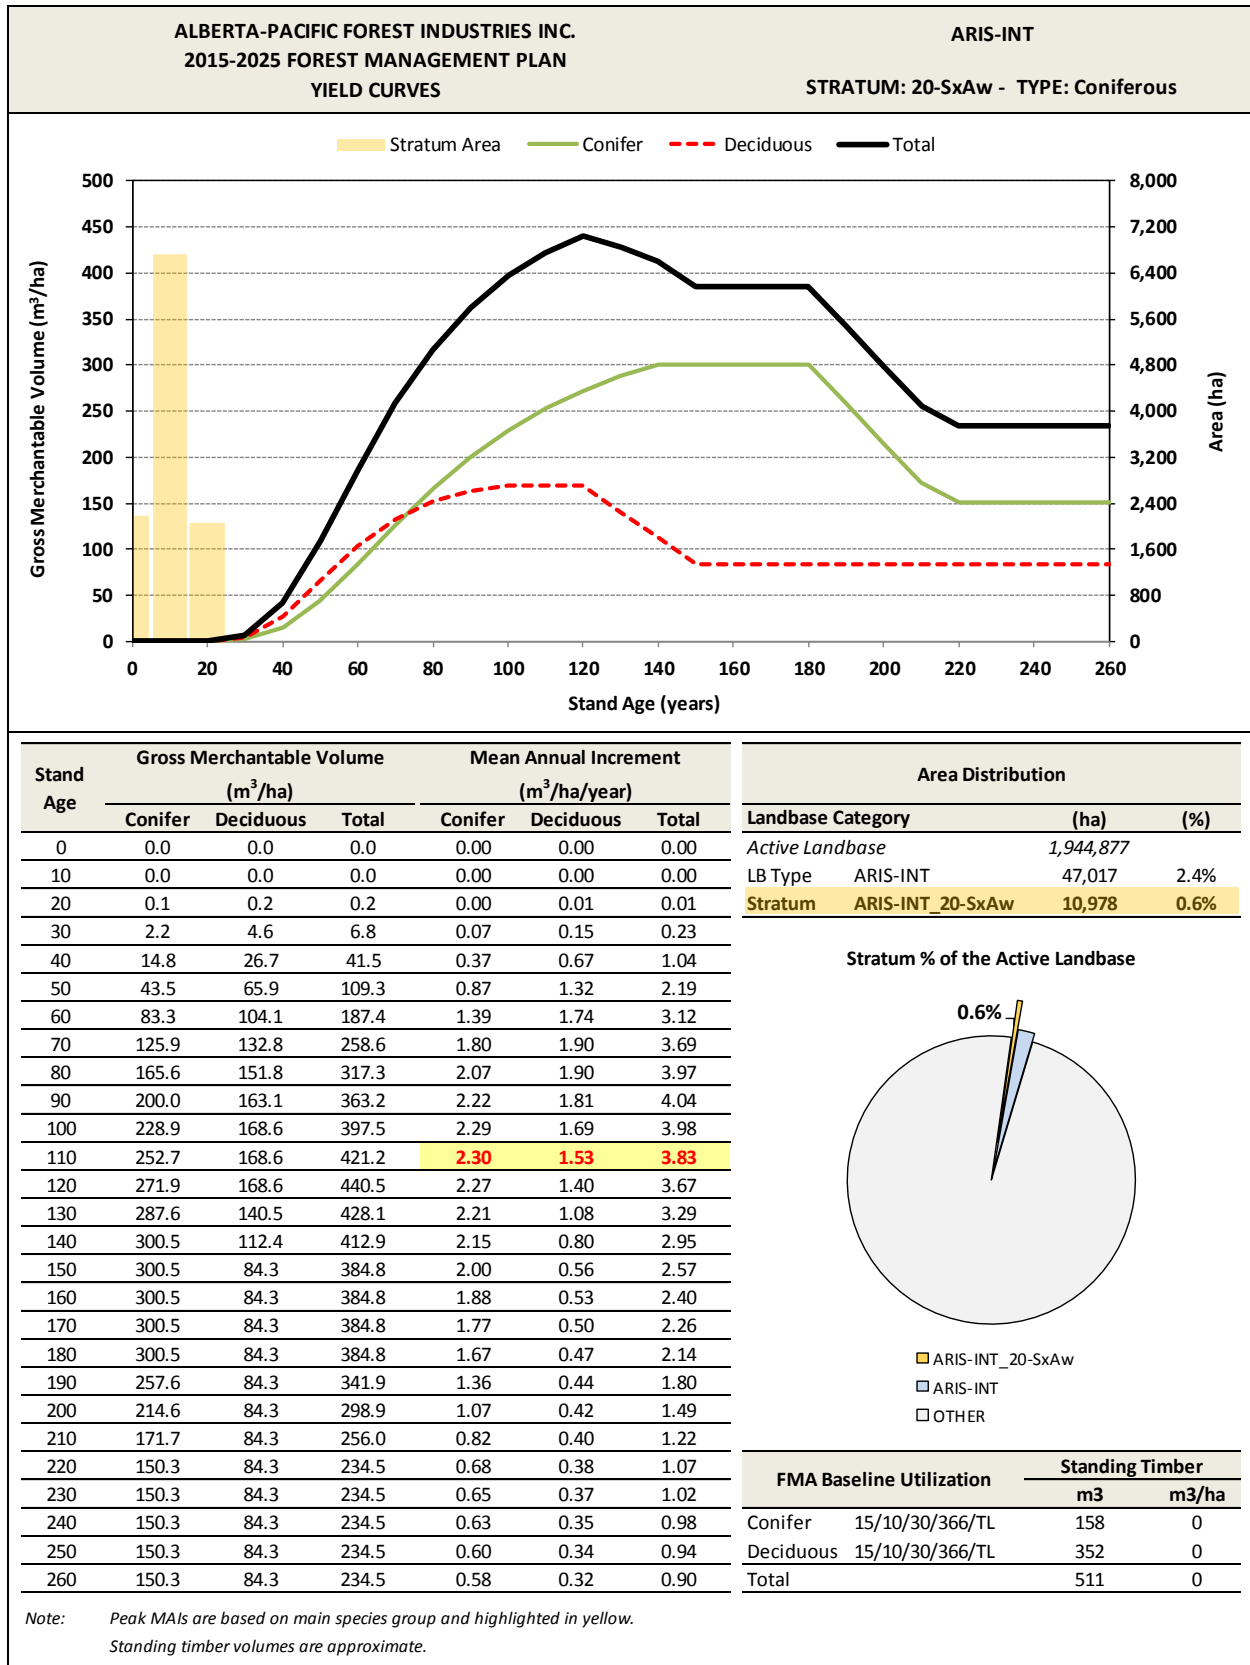 ALBERTA-PACIFIC FOREST INDUSTRIES INC.
2015-2025 FOREST MANAGEMENT PLAN
YIELD CURVES
ARIS-INT
STRATUM: 20-SxAw - TYPE: Coniferous
Stratum Area Conifer Deciduous Total
500 8,000
450 7,200
400 6,400
350 5,600
300 4,800
250 4,000
200 3,200
150 2,400
100 1,600
50 800
0 0
Gross Merchantable Volume (m³/ha)
Area (ha)
0 20 40 60 80 100 120 140 160 180 200 220 240 260
Stand Age (years)
Stand Age Gross Merchantable Volume (m³/ha) Mean Annual Increment (m³/ha/year)
Conifer Deciduous Total Conifer Deciduous Total
0 0.0 0.0 0.0 0.00 0.00 0.00
10 0.0 0.0 0.0 0.00 0.00 0.00
20 0.1 0.2 0.2 0.00 0.01 0.01
30 2.2 4.6 6.8 0.07 0.15 0.23
40 14.8 26.7 41.5 0.37 0.67 1.04
50 43.5 65.9 109.3 0.87 1.32 2.19
60 83.3 104.1 187.4 1.39 1.74 3.12
70 125.9 132.8 258.6 1.80 1.90 3.69
80 165.6 151.8 317.3 2.07 1.90 3.97
90 200.0 163.1 363.2 2.22 1.81 4.04
100 228.9 168.6 397.5 2.29 1.69 3.98
110 252.7 168.6 421.2 2.30 1.53 3.83
120 271.9 168.6 440.5 2.27 1.40 3.67
130 287.6 140.5 428.1 2.21 1.08 3.29
140 300.5 112.4 412.9 2.15 0.80 2.95
150 300.5 84.3 384.8 2.00 0.56 2.57
160 300.5 84.3 384.8 1.88 0.53 2.40
170 300.5 84.3 384.8 1.77 0.50 2.26
180 300.5 84.3 384.8 1.67 0.47 2.14
190 257.6 84.3 341.9 1.36 0.44 1.80
200 214.6 84.3 298.9 1.07 0.42 1.49
210 171.7 84.3 256.0 0.82 0.40 1.22
220 150.3 84.3 234.5 0.68 0.38 1.07
230 150.3 84.3 234.5 0.65 0.37 1.02
240 150.3 84.3 234.5 0.63 0.35 0.98
250 150.3 84.3 234.5 0.60 0.34 0.94
260 150.3 84.3 234.5 0.58 0.32 0.90
Area Distribution
Landbase Category (ha) (%)
Active Landbase 1,944,877
LB Type ARIS-INT 47,017 2.4%
Stratum ARIS-INT_20-SxAw 10,978 0.6%
Stratum % of the Active Landbase
0.6%
ARIS-INT_20-SxAw
ARIS-INT
OTHER
FMA Baseline Utilization Standing Timber
m3 m3/ha
Conifer 15/10/30/366/TL 158 0
Deciduous 15/10/30/366/TL 352 0
Total 511 0
Note: Peak MAIs are based on main species group and highlighted in yellow.
Standing timber volumes are approximate.